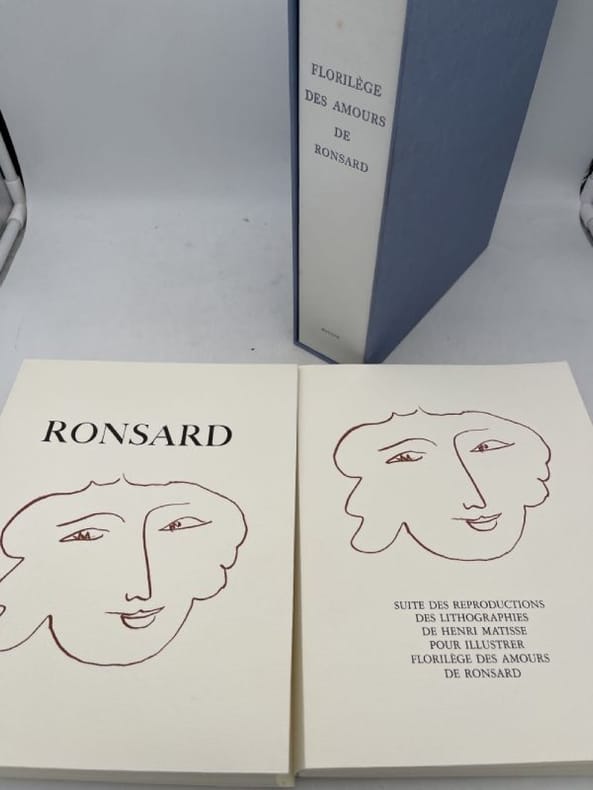 FLORILÈGE
DES AMOURS
DE
RONSARD
RONSARD
SUITE DES REPRODUCTIONS
DES LITHOGRAPHIES
DE HENRI MATISSE
POUR ILLUSTRER
FLORILÈGE DES AMOURS
DE RONSARD